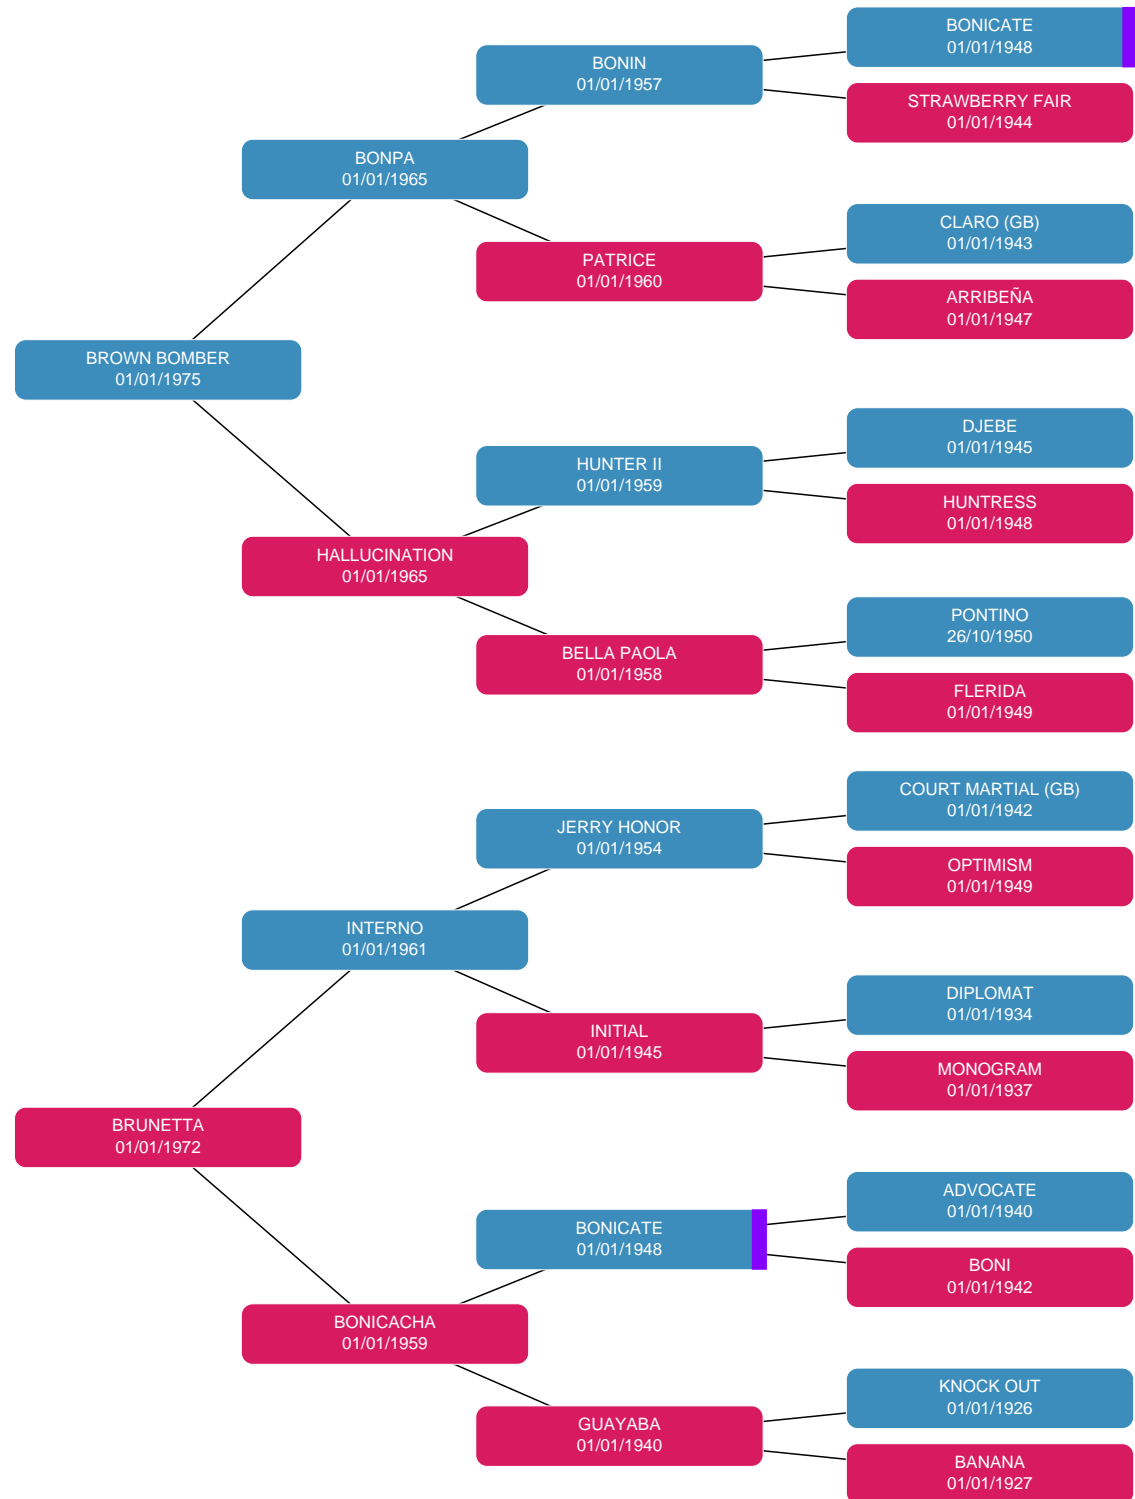 BONICATE
01/01/1948
BONIN
01/01/1957
STRAWBERRY FAIR
01/01/1944
BONPA
01/01/1965
CLARO (GB)
01/01/1943
PATRICE
01/01/1960
ARRIBEÑA
01/01/1947
BROWN BOMBER
01/01/1975
DJEBE
01/01/1945
HUNTER II
01/01/1959
HUNTRESS
01/01/1948
HALLUCINATION
01/01/1965
PONTINO
26/10/1950
BELLA PAOLA
01/01/1958
FLERIDA
01/01/1949
COURT MARTIAL (GB)
01/01/1942
JERRY HONOR
01/01/1954
OPTIMISM
01/01/1949
INTERNO
01/01/1961
DIPLOMAT
01/01/1934
INITIAL
01/01/1945
MONOGRAM
01/01/1937
BRUNETTA
01/01/1972
ADVOCATE
01/01/1940
BONICATE
01/01/1948
BONI
01/01/1942
BONICACHA
01/01/1959
KNOCK OUT
01/01/1926
GUAYABA
01/01/1940
BANANA
01/01/1927